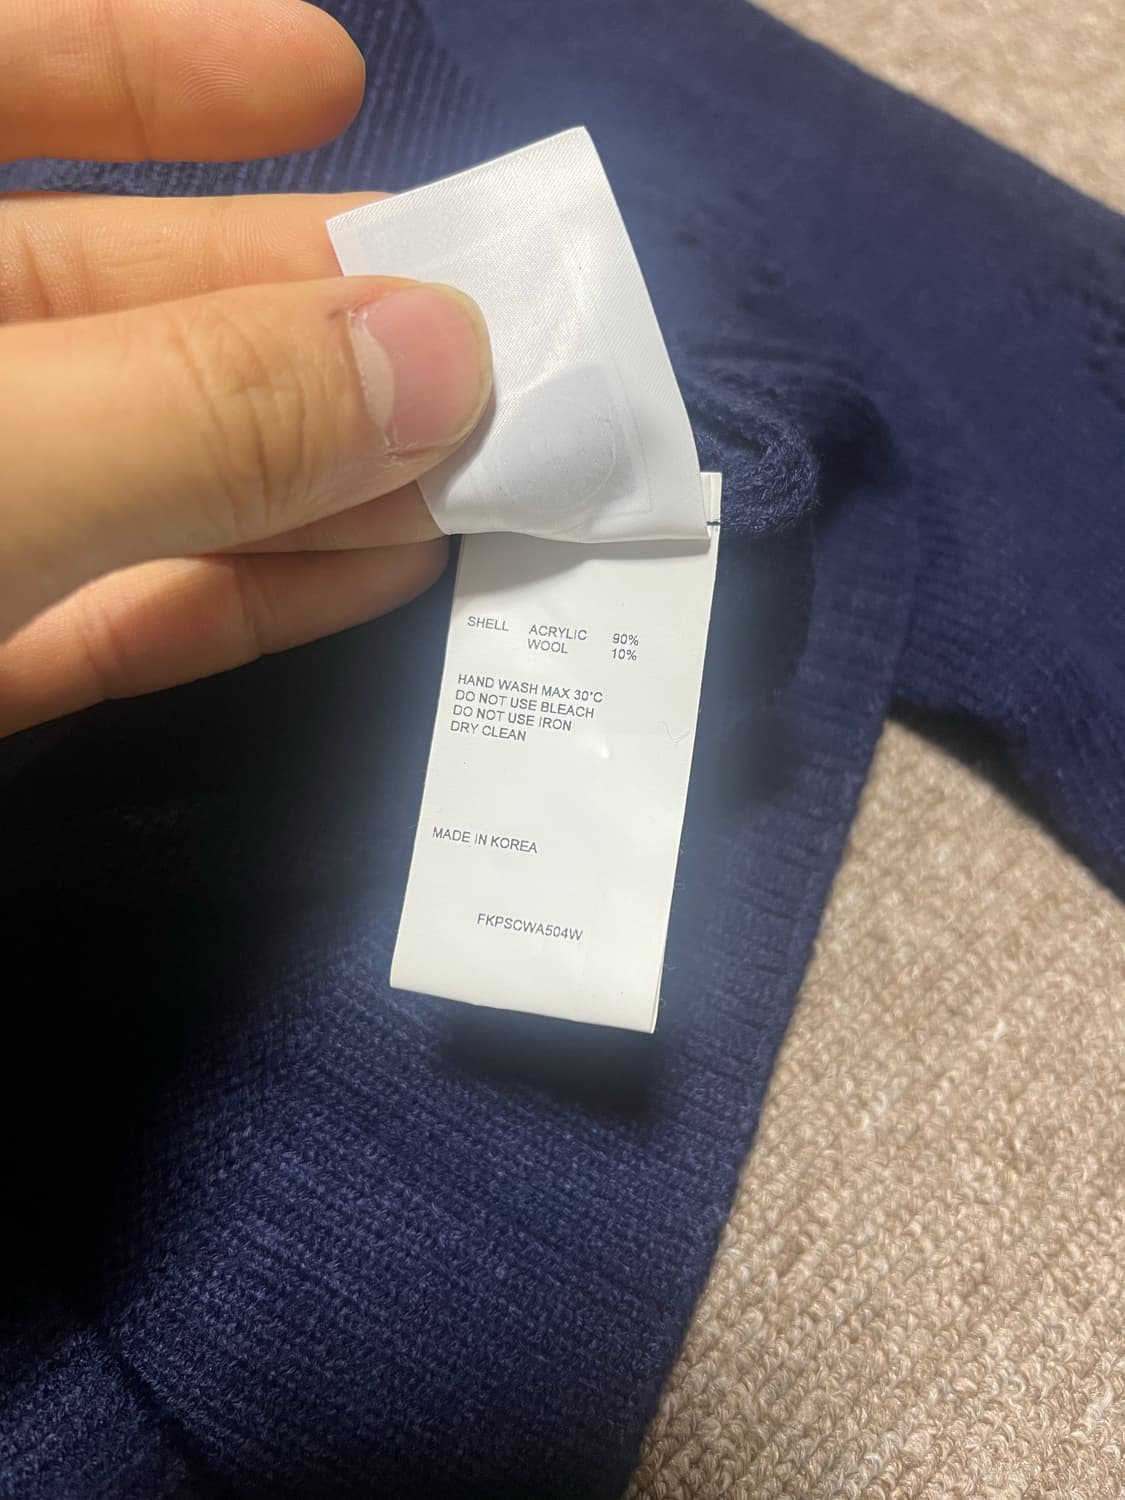 SHELL ACRYLIC 90%
WOOL 10%
HAND WASH MAX 30°C
DO NOT USE BLEACH
DO NOT USE IRON
DRY CLEAN
MADE IN KOREA
FKPSCWA504W